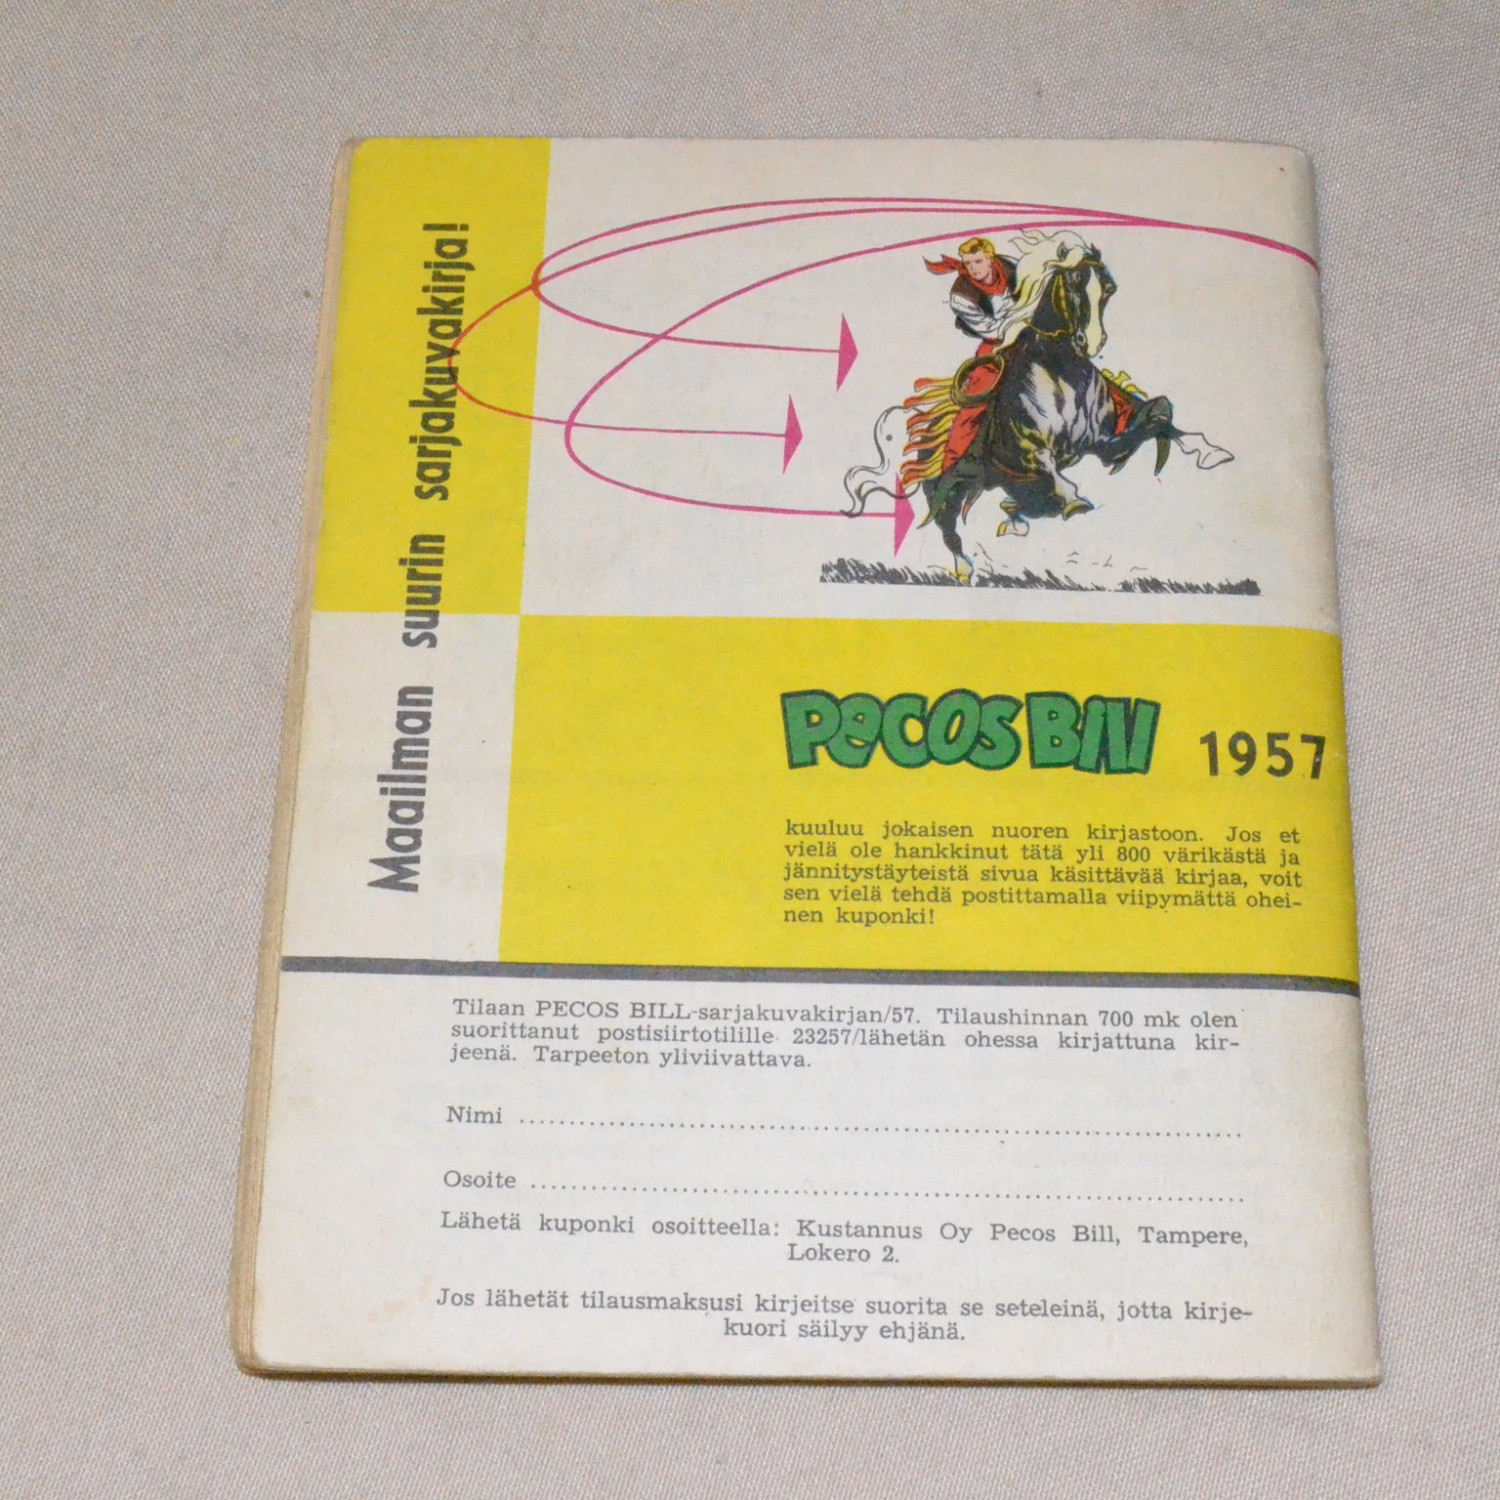 Maailman suurin sarjakuvakirja!
PECOS BILL 1957
kuuluu jokaisen nuoren kirjastoon. Jos et
vielä ole hankkinut tätä yli 800 värikästä ja
jännitystäyteistä sivua käsittävää kirjaa, voit
sen vielä tehdä postittamalla viipymättä ohei-
nen kuponki!
Tilaan PECOS BILL-sarjakuvakirjan/57. Tilaushinnan 700 mk olen
suorittanut postisiirtotilille 23257/lähetän ohessa kirjattuna kir-
jeenä. Tarpeeton yliviivattava.
Nimi
Osoite
Lähetä kuponki osoitteella: Kustannus Oy Pecos Bill, Tampere,
Lokero 2.
Jos lähetät tilausmaksusi kirjeitse suorita se seteleinä, jotta kirje-
kuori säilyy ehjänä.